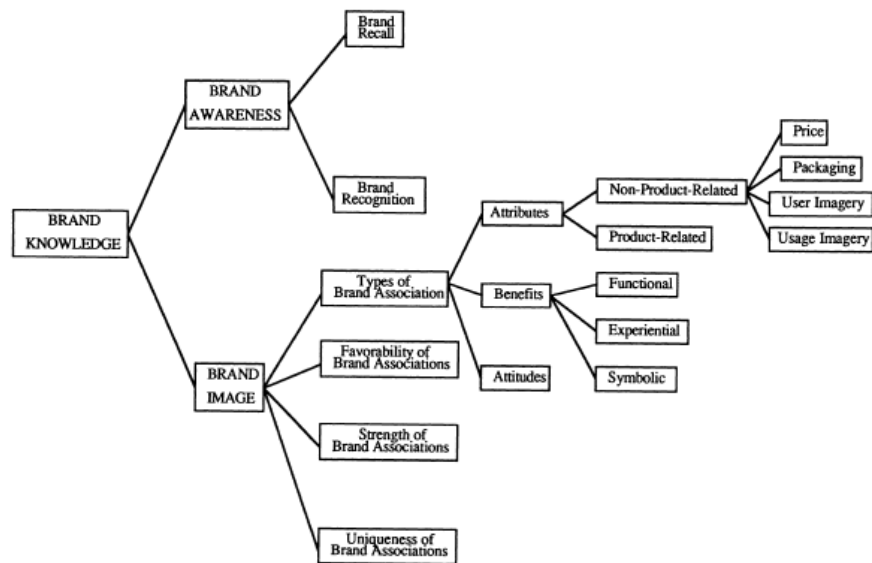 Brand
Recall
BRAND
AWARENESS
Price
Packaging
Brand
Recognition
Non-Product-Related
User Imagery
Attributes
BRAND
KNOWLEDGE
Product-Related
Usage Imagery
Types of
Brand Association
Benefits
Functional
Experiential
Favorability of
Brand Associations
BRAND
IMAGE
Attitudes
Symbolic
Strength of
Brand Associations
Uniqueness of
Brand Associations